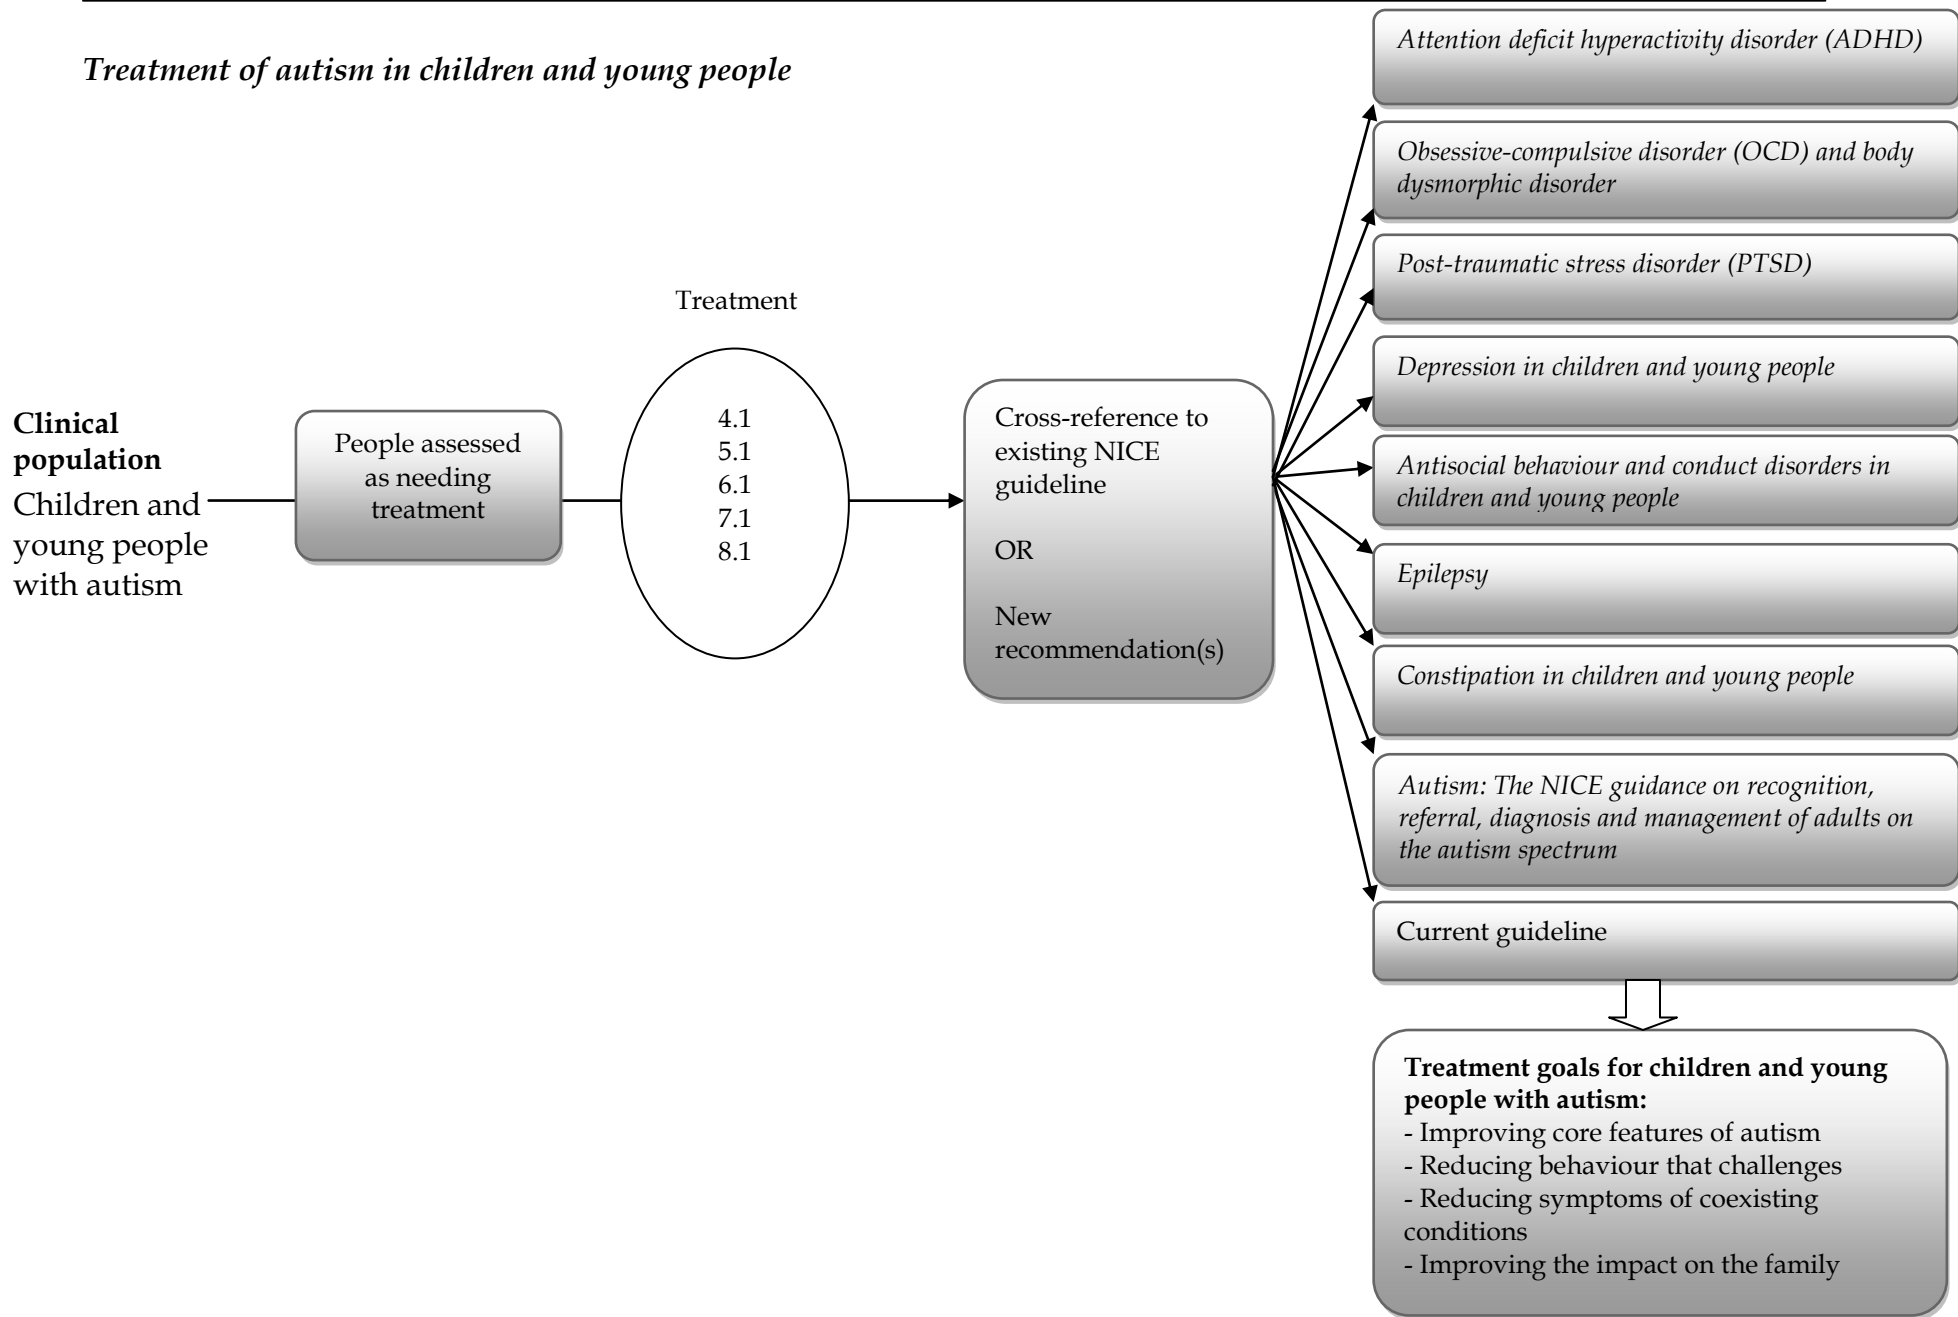 Treatment of autism in children and young people
Clinical
population
Children and
young people
with autism
People assessed
as needing
treatment
Treatment
4.1
5.1
6.1
7.1
8.1
Cross-reference to
existing NICE
guideline
OR
New
recommendation(s)
Attention deficit hyperactivity disorder (ADHD)
Obsessive-compulsive disorder (OCD) and body
dysmorphic disorder
Post-traumatic stress disorder (PTSD)
Depression in children and young people
Antisocial behaviour and conduct disorders in
children and young people
Epilepsy
Constipation in children and young people
Autism: The NICE guidance on recognition,
referral, diagnosis and management of adults on
the autism spectrum
Current guideline
Treatment goals for children and young
people with autism:
- Improving core features of autism
- Reducing behaviour that challenges
- Reducing symptoms of coexisting
conditions
- Improving the impact on the family